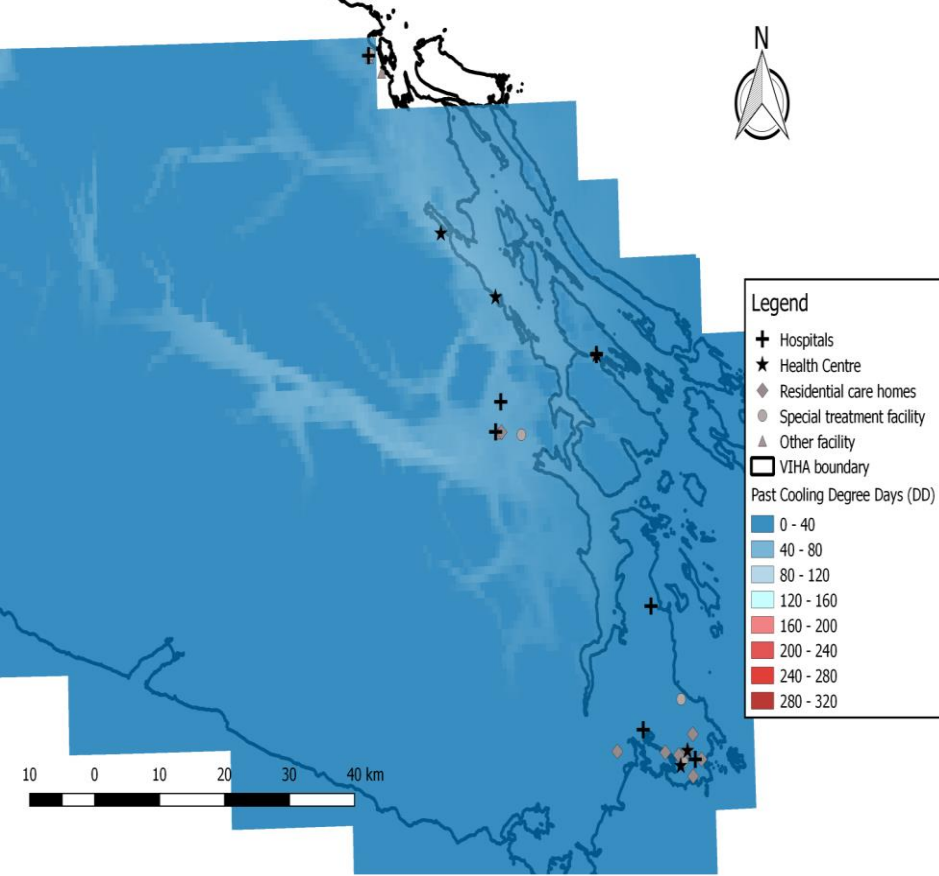 N
Legend
Hospitals
Health Centre
Residential care homes
Special treatment facility
Other facility
VIHA boundary
Past Cooling Degree Days (DD)
0 - 40
40 - 80
80 - 120
120 - 160
160 - 200
200 - 240
240 - 280
280 - 320
10 0 10 20 30 40 km